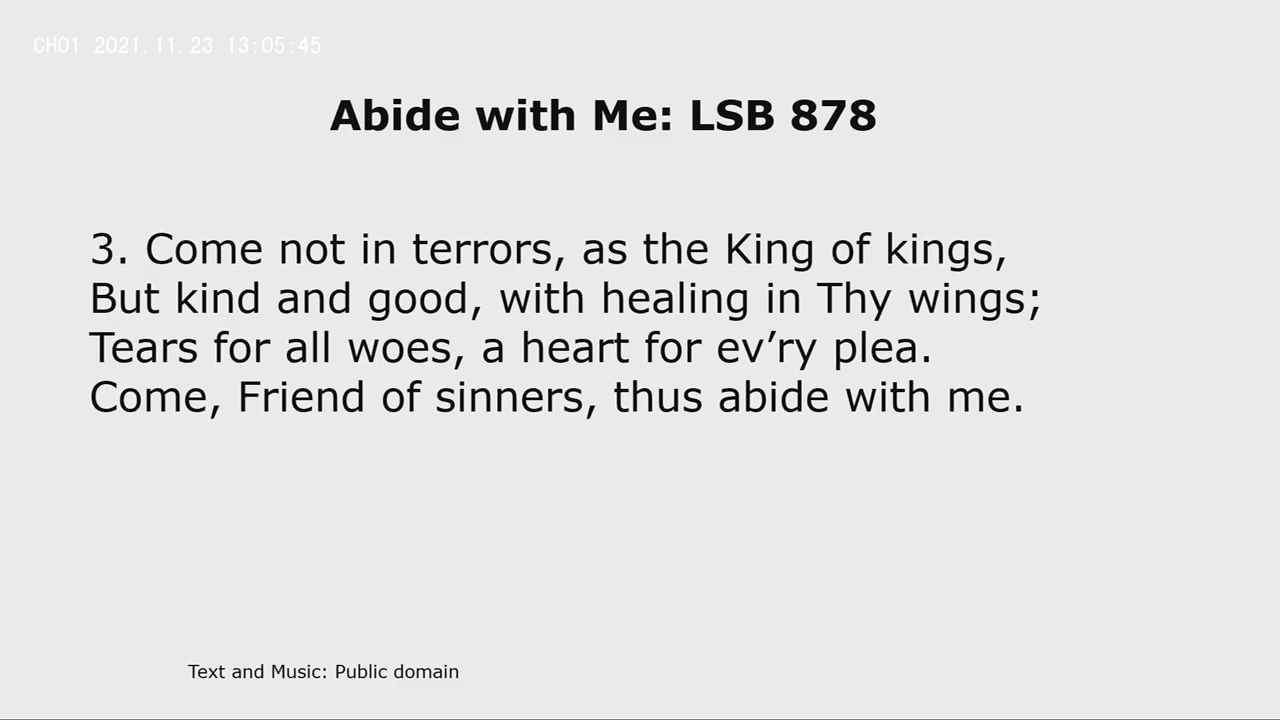 CH01 2021.11.23 13:05:45
Abide with Me: LSB 878
3. Come not in terrors, as the King of kings,
But kind and good, with healing in Thy wings;
Tears for all woes, a heart for ev’ry plea.
Come, Friend of sinners, thus abide with me.
Text and Music: Public domain